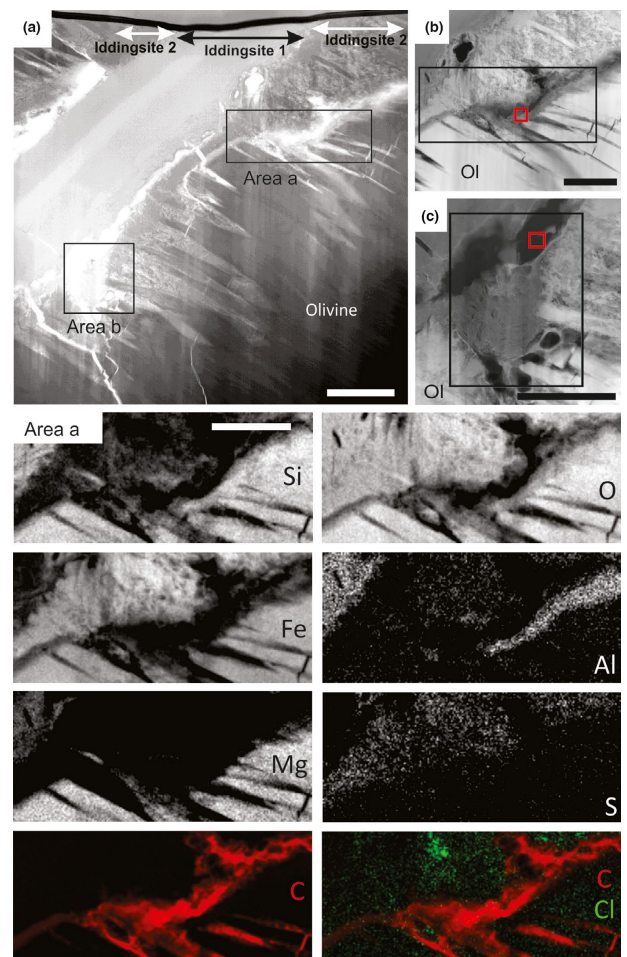 (a)
Iddingsite 2
Iddingsite 1
Iddingsite 2
Area a
Area b
Olivine
(b)
Ol
(c)
Ol
Area a
Si
O
Fe
Al
Mg
S
C
C
Cl